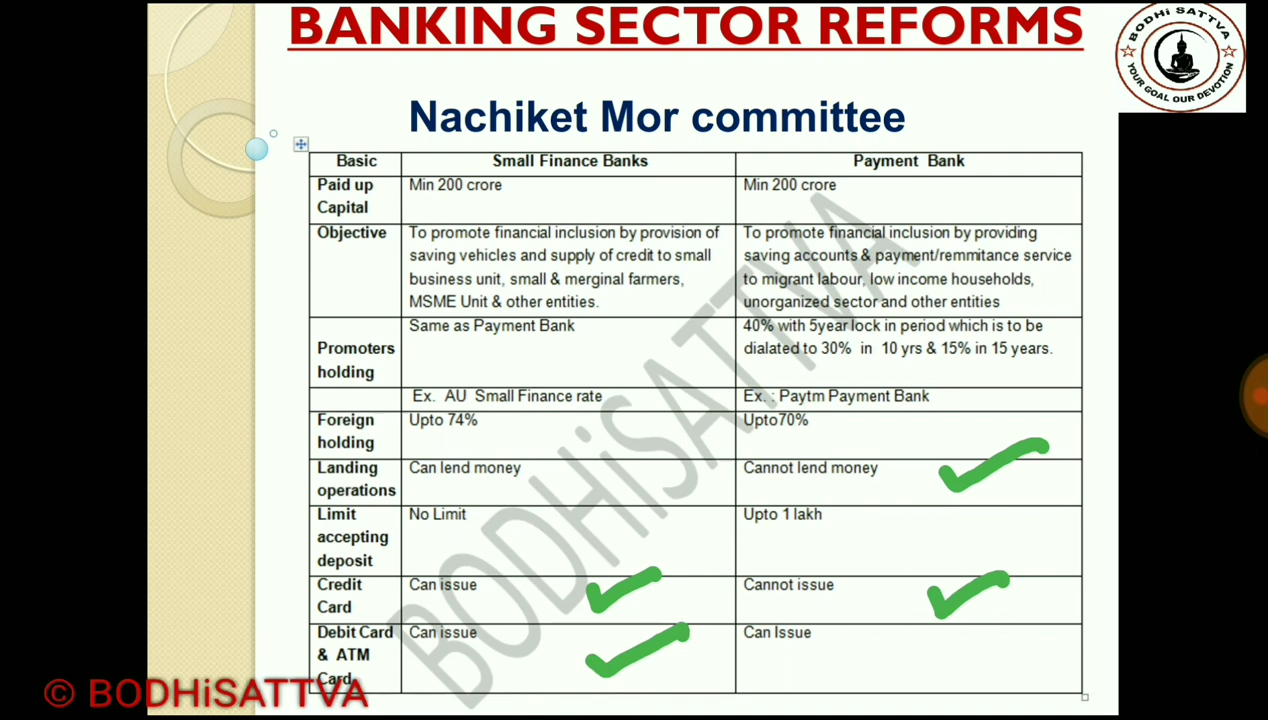 BANKING SECTOR REFORMS
BODHi SATTVA
YOUR GOAL OUR DEVOTION
Nachiket Mor committee
Basic Small Finance Banks Payment Bank
Paid up Min 200 crore Min 200 crore
Capital
Objective To promote financial inclusion by provision of To promote financial inclusion by providing
saving vehicles and supply of credit to small saving accounts & payment/remmitance service
business unit, small & merginal farmers, to migrant labour, low income households,
MSME Unit & other entities. unorganized sector and other entities
Same as Payment Bank 40% with 5year lock in period which is to be
Promoters dialated to 30% in 10 yrs & 15% in 15 years.
holding
Ex. AU Small Finance rate Ex. : Paytm Payment Bank
Foreign Upto 74% Upto70%
holding
Landing Can lend money Cannot lend money
operations
Limit No Limit Upto 1 lakh
accepting
deposit
Credit Can issue Cannot issue
Card
Debit Card Can issue Can Issue
& ATM
Card
BODHiSATTVA
© BODHiSATTVA